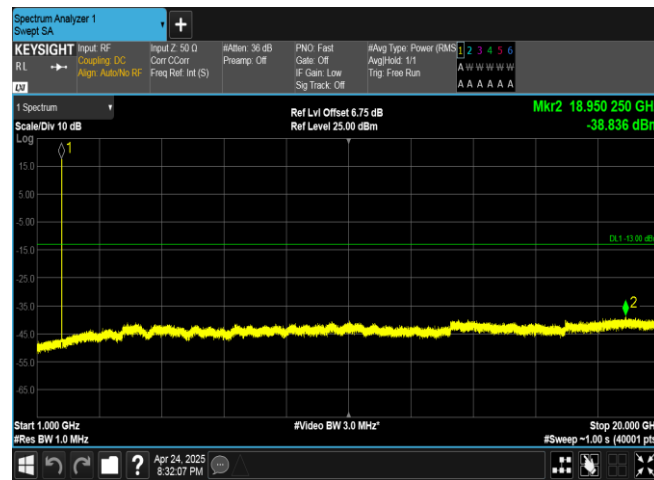 Spectrum Analyzer 1
Swept SA
+
KEYSIGHT
RL
LXI
Input: RF
Coupling: DC
Align: Auto/No RF
Input Z: 50 Ω
Corr CCorr
Freq Ref: Int (S)
#Atten: 36 dB
Preamp: Off
PNO: Fast
Gate: Off
IF Gain: Low
Sig Track: Off
#Avg Type: Power (RMS
Avg|Hold: 1/1
Trig: Free Run
1 2 3 4 5 6
A W W W W W
A A A A A A
1 Spectrum
Scale/Div 10 dB
Log
Ref Lvl Offset 6.75 dB
Ref Level 25.00 dBm
Mkr2 18.950 250 GH
-38.836 dBm
1
15.0
5.00
-5.00
-15.0
DL1 -13.00 dB
-25.0
-35.0
2
-45.0
-55.0
-65.0
Start 1.000 GHz
#Video BW 3.0 MHz*
Stop 20.000 GH
#Res BW 1.0 MHz
#Sweep ~1.00 s (40001 pts
?
Apr 24, 2025
8:32:07 PM